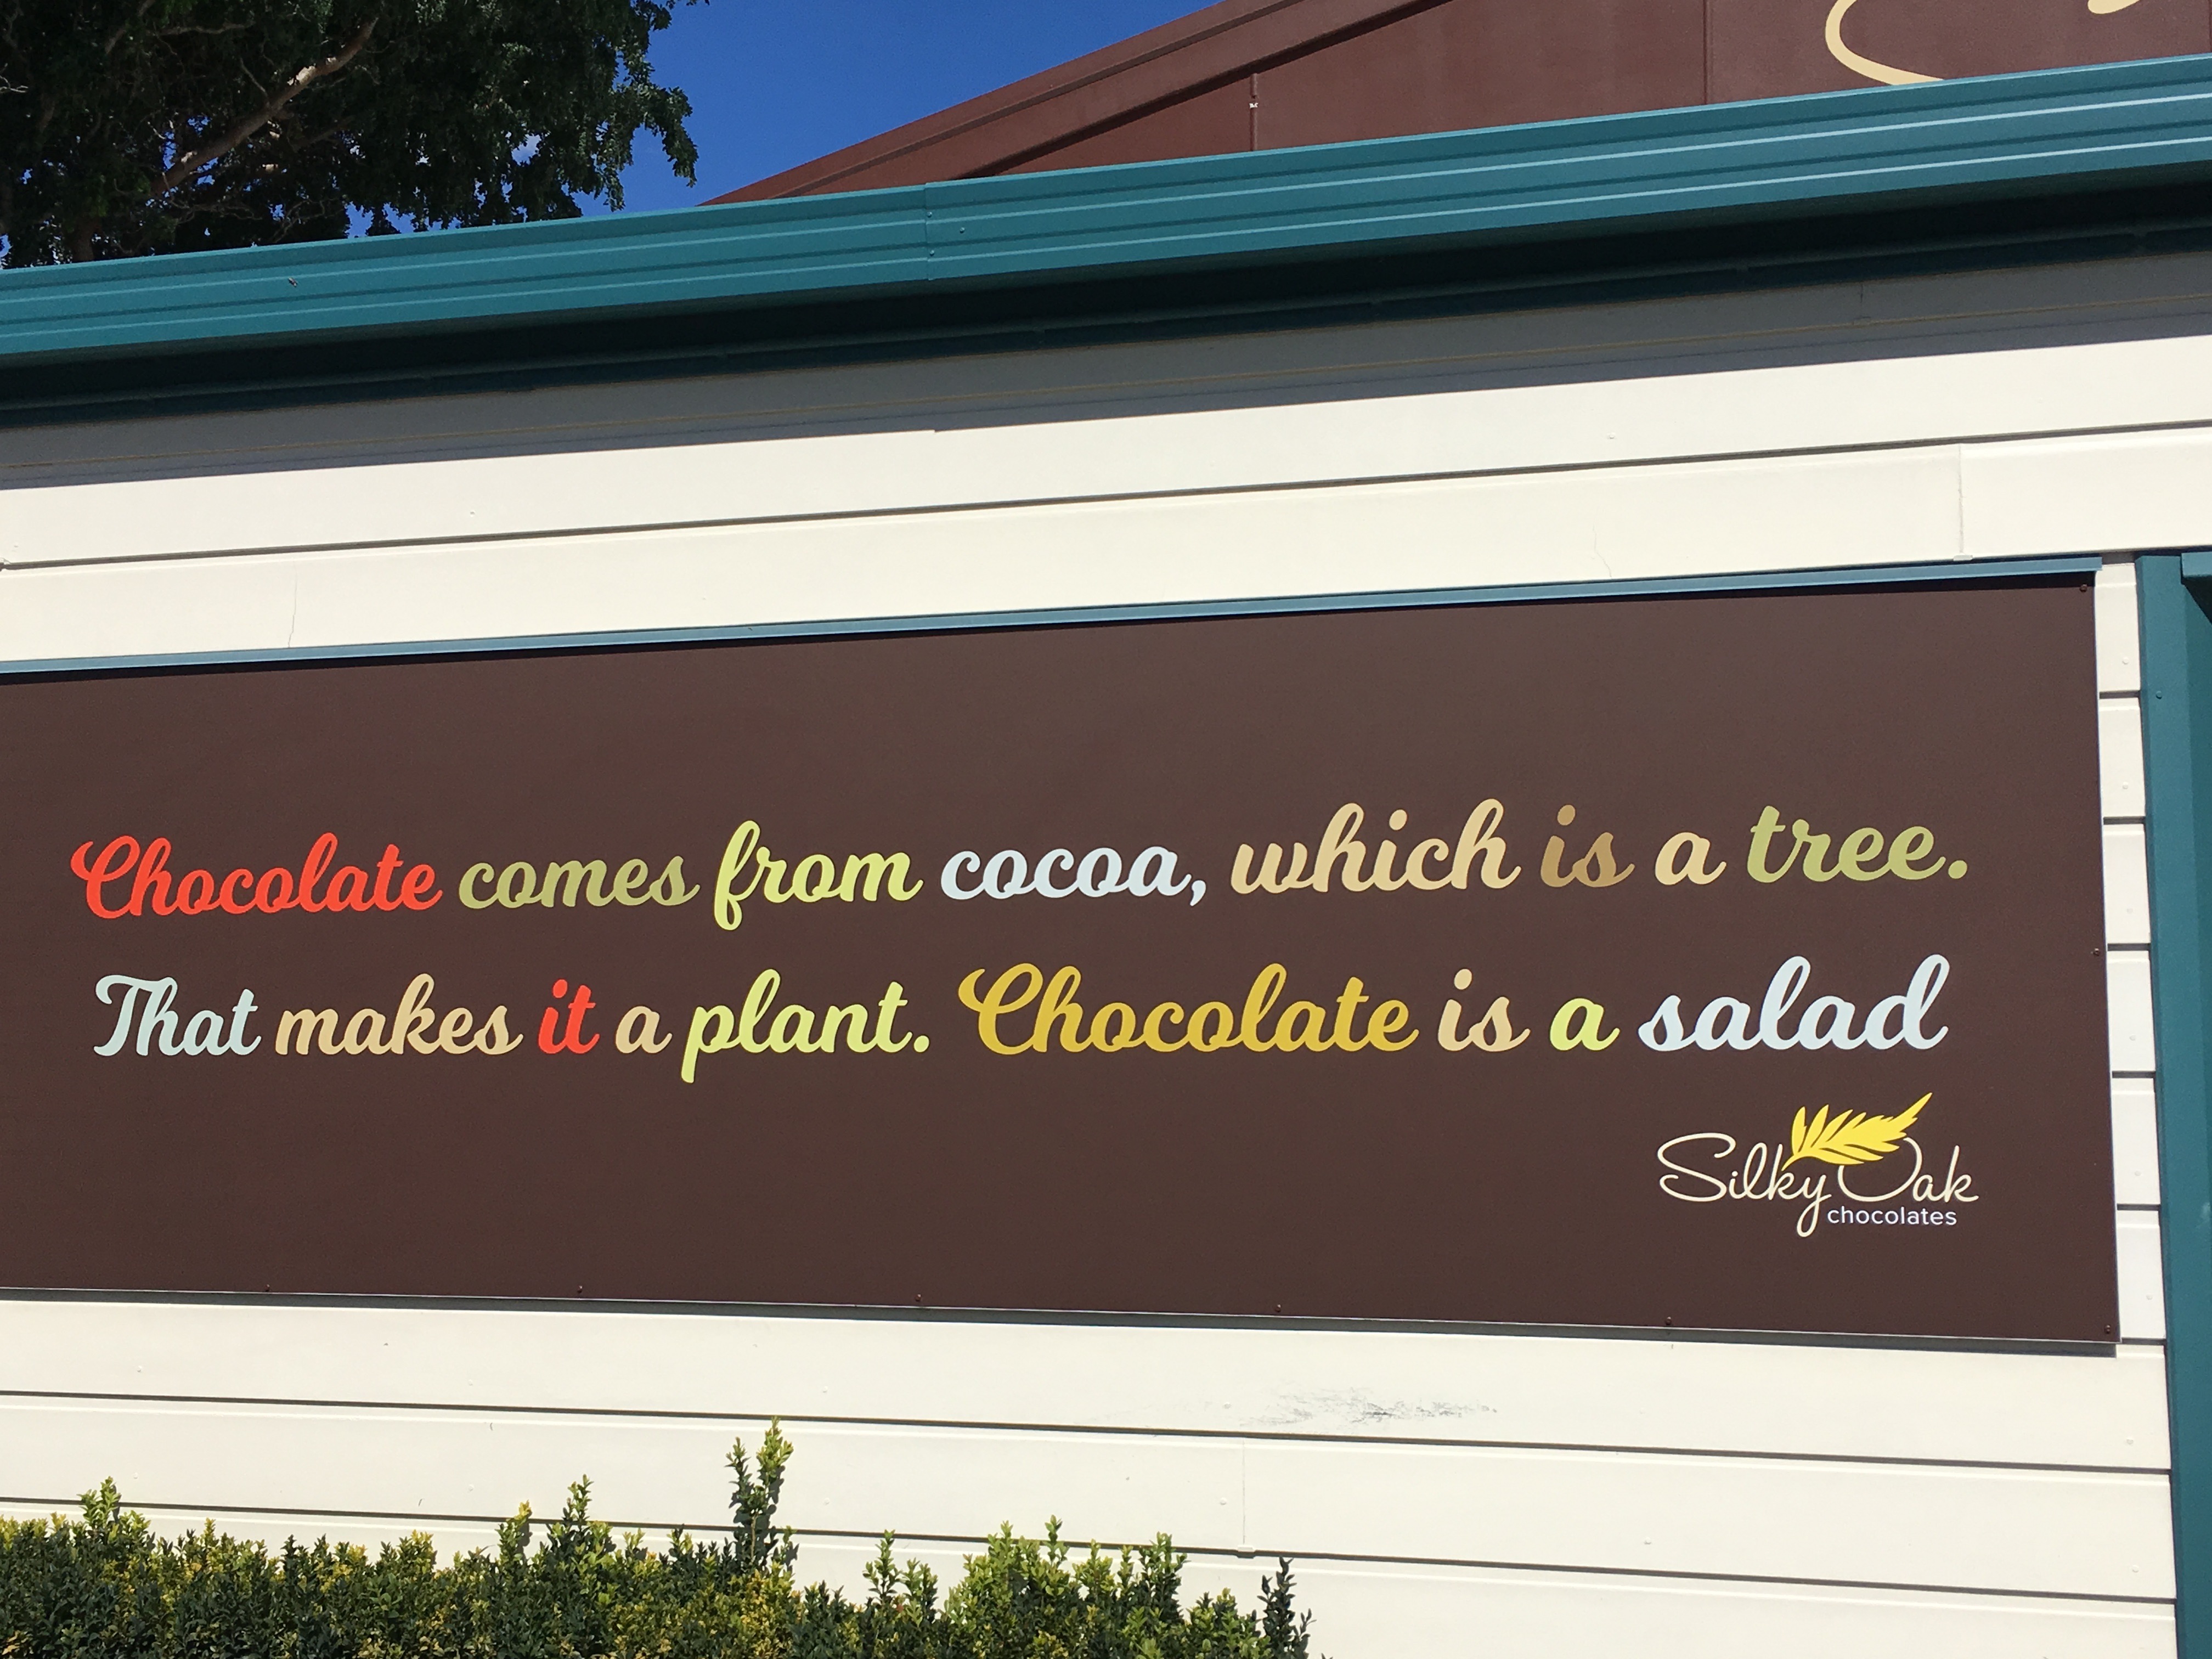 Chocolate comes from cocoa, which is a tree.
That makes it a plant. Chocolate is a salad
Silky Oak
chocolates